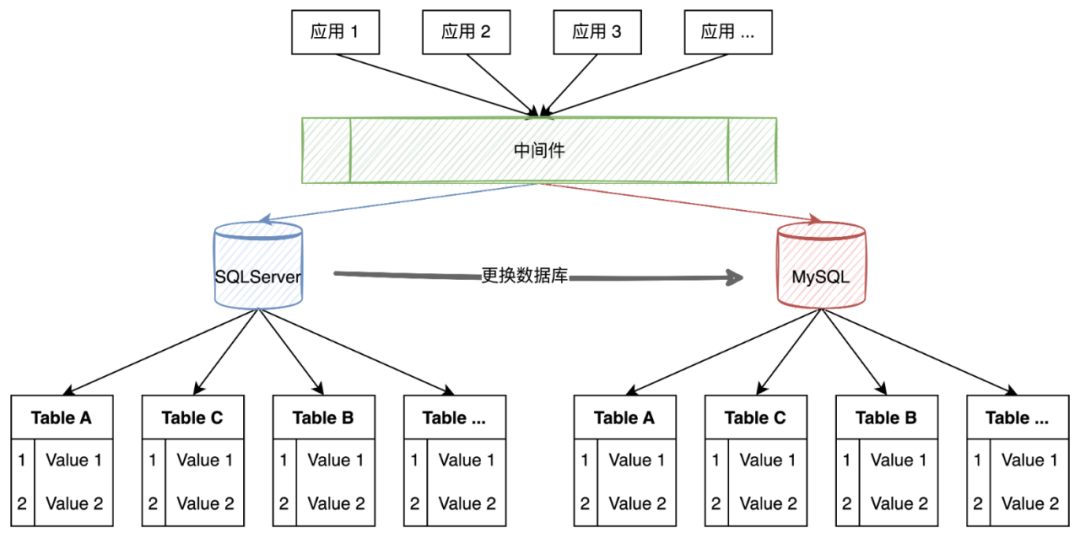 应用 1
应用 2
应用 3
应用 ...
中间件
SQLServer
更换数据库
MySQL
Table A
Table C
Table B
Table ...
Table A
Table C
Table B
Table ...
1 Value 1
1 Value 1
1 Value 1
1 Value 1
1 Value 1
1 Value 1
1 Value 1
1 Value 1
2 Value 2
2 Value 2
2 Value 2
2 Value 2
2 Value 2
2 Value 2
2 Value 2
2 Value 2